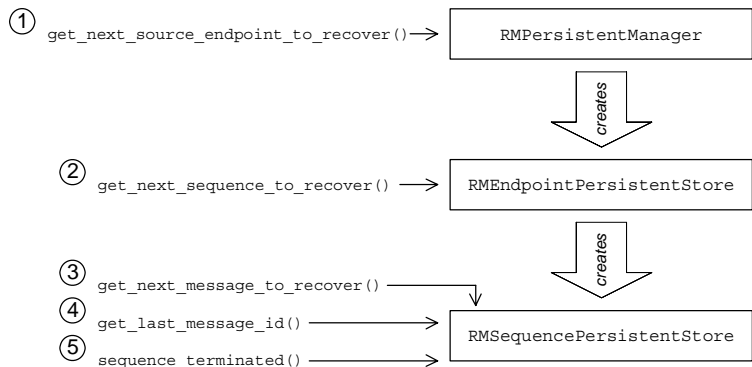 1 get_next_source_endpoint_to_recover() RMPersistentManager
creates
2 get_next_sequence_to_recover() RMEndpointPersistentStore
creates
3 get_next_message_to_recover()
4 get_last_message_id() RMSequencePersistentStore
5 sequence_terminated()